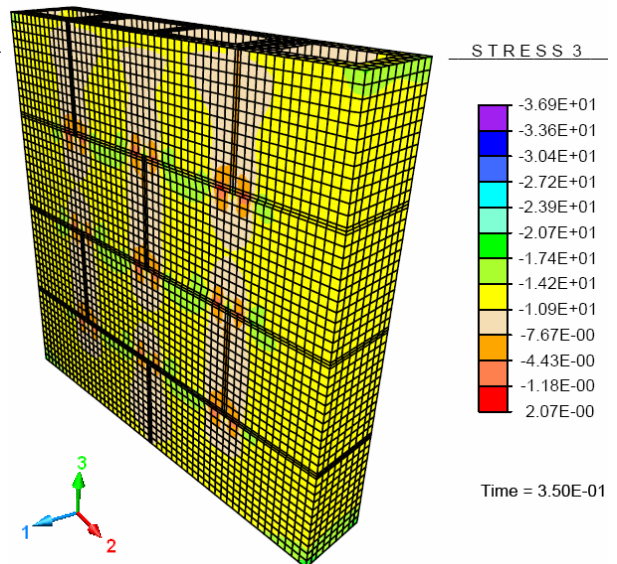 STRESS 3
-3.69E+01
-3.36E+01
-3.04E+01
-2.72E+01
-2.39E+01
-2.07E+01
-1.74E+01
-1.42E+01
-1.09E+01
-7.67E-00
-4.43E-00
-1.18E-00
2.07E-00
Time = 3.50E-01
3
1
2